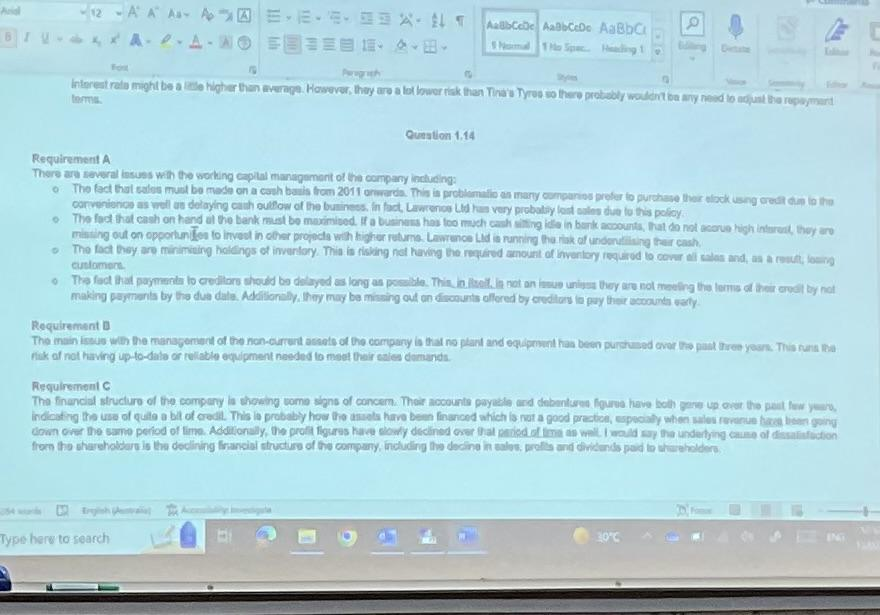 Arial 12 A A Aa
AaBbCcDc AaBbCcDc AaBbC
B I U ab x x A A A
¶ Normal ¶ No Spac... Heading 1 Editing Dictate Editor
Font Paragraph Styles Voice Editor
interest rate might be a little higher than average. However, they are a lot lower risk than Tina's Tyres so there probably wouldn't be any need to adjust the repayment
terms.
Question 1.14
Requirement A
There are several issues with the working capital management of the company including:
o The fact that sales must be made on a cash basis from 2011 onwards. This is problematic as many companies prefer to purchase their stock using credit due to the
convenience as well as delaying cash outflow of the business. In fact, Lawrence Ltd has very probably lost sales due to this policy.
o The fact that cash on hand at the bank must be maximised. If a business has too much cash sitting idle in bank accounts, that do not accrue high interest, they are
missing out on opportunities to invest in other projects with higher returns. Lawrence Ltd is running the risk of underutilising their cash.
o The fact they are minimising holdings of inventory. This is risking not having the required amount of inventory required to cover all sales and, as a result, losing
customers.
o The fact that payments to creditors should be delayed as long as possible. This, in itself, is not an issue unless they are not meeting the terms of their credit by not
making payments by the due date. Additionally, they may be missing out on discounts offered by creditors to pay their accounts early.
Requirement B
The main issue with the management of the non-current assets of the company is that no plant and equipment has been purchased over the past three years. This runs the
risk of not having up-to-date or reliable equipment needed to meet their sales demands.
Requirement C
The financial structure of the company is showing some signs of concern. Their accounts payable and debentures figures have both gone up over the past few years,
indicating the use of quite a bit of credit. This is probably how the assets have been financed which is not a good practice, especially when sales revenue have been going
down over the same period of time. Additionally, the profit figures have slowly declined over that period of time as well. I would say the underlying cause of dissatisfaction
from the shareholders is the declining financial structure of the company, including the decline in sales, profits and dividends paid to shareholders.
words English (Australia) Accessibility: Investigate Focus
Type here to search 30°C ENG